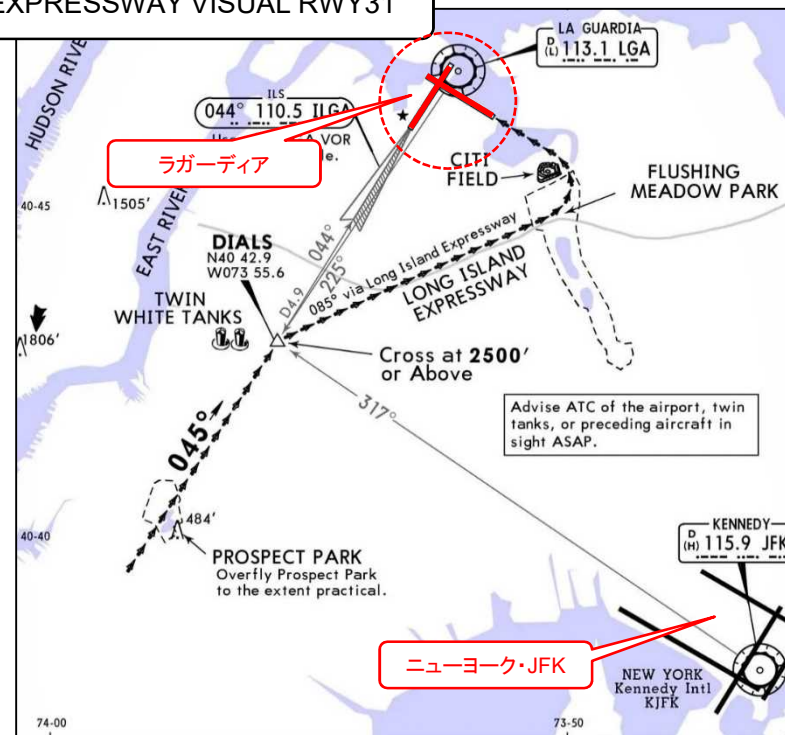 EXPRESSWAY VISUAL RWY31
LA GUARDIA
D
(L) 113.1 LGA
HUDSON RIVER
ILS
044° 110.5 ILGA
VOR
ラガーディア
CITI
FIELD
FLUSHING
MEADOW PARK
1505'
40-45
EAST RIVER
DIALS
N40 42.9
W073 55.6
044°
225°
D4.9
085° via Long Island Expressway
LONG ISLAND
EXPRESSWAY
TWIN
WHITE TANKS
1806'
Cross at 2500'
or Above
317°
Advise ATC of the airport, twin
tanks, or preceding aircraft in
sight ASAP.
045°
484'
40-40
PROSPECT PARK
Overfly Prospect Park
to the extent practical.
KENNEDY
D
(H) 115.9 JFK
ニューヨーク・JFK
NEW YORK
Kennedy Intl
KJFK
74-00
73-50